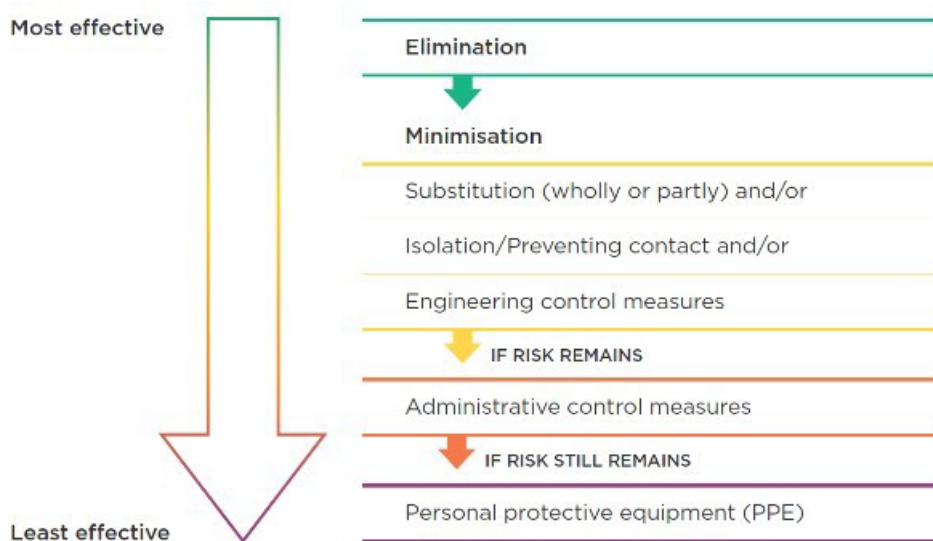 Most effective
Elimination
Minimisation
Substitution (wholly or partly) and/or
Isolation/Preventing contact and/or
Engineering control measures
IF RISK REMAINS
Administrative control measures
IF RISK STILL REMAINS
Personal protective equipment (PPE)
Least effective